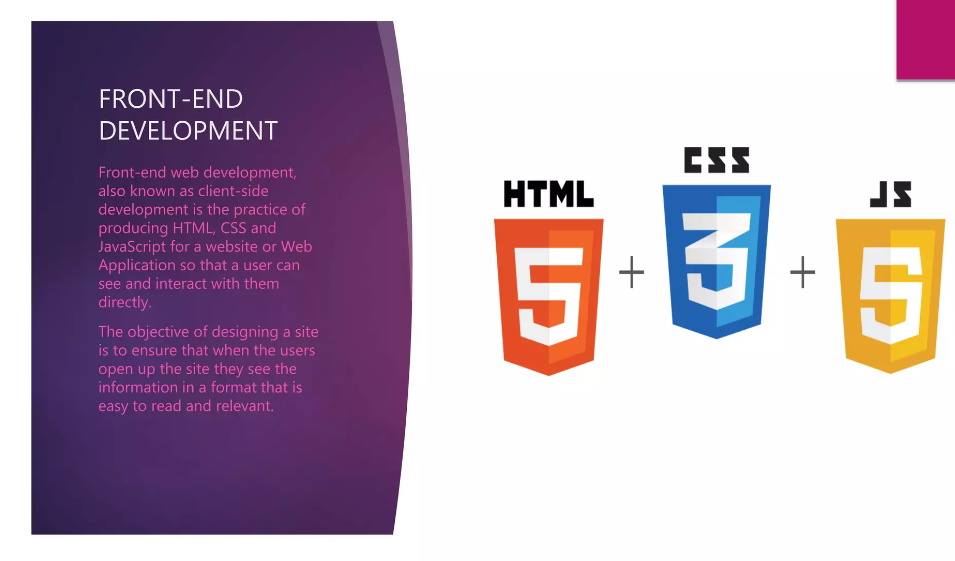 FRONT-END
DEVELOPMENT
Front-end web development,
also known as client-side
development is the practice of
producing HTML, CSS and
JavaScript for a website or Web
Application so that a user can
see and interact with them
directly.
The objective of designing a site
is to ensure that when the users
open up the site they see the
information in a format that is
easy to read and relevant.
HTML
5
+
CSS
3
+
JS
5